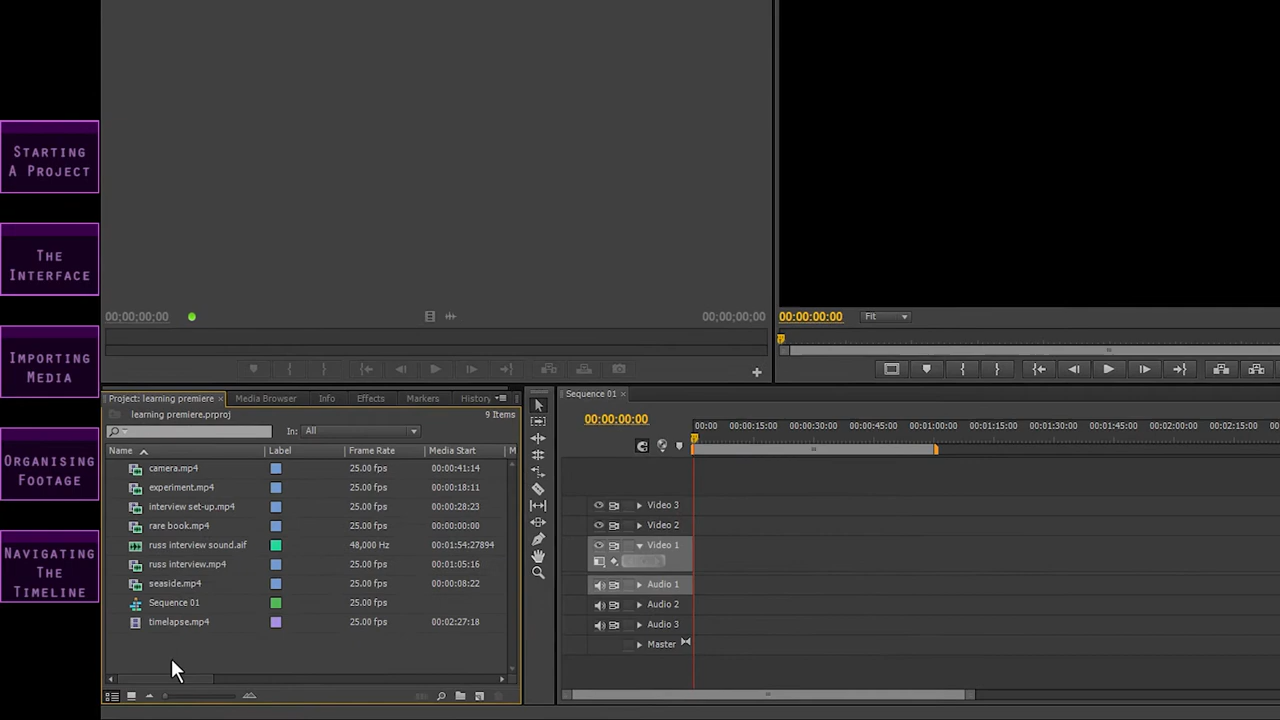 STARTING
A PROJECT
THE
INTERFACE
IMPORTING
MEDIA
ORGANISING
FOOTAGE
NAVIGATING
THE
TIMELINE
00;00;00;00
00;00;00;00
00:00:00:00
Fit
Project: learning premiere ×
Media Browser
Info
Effects
Markers
History
learning premiere.prproj
9 Items
In: All
Name
Label
Frame Rate
Media Start
M
camera.mp4 25.00 fps 00:00:41:14
experiment.mp4 25.00 fps 00:00:18:11
interview set-up.mp4 25.00 fps 00:00:28:23
rare book.mp4 25.00 fps 00:00:00:00
russ interview sound.aif 48,000 Hz 00:01:54:27894
russ interview.mp4 25.00 fps 00:01:05:16
seaside.mp4 25.00 fps 00:00:08:22
Sequence 01 25.00 fps
timelapse.mp4 25.00 fps 00:02:27:18
Sequence 01 ×
00:00:00:00
00:00 00:00:15:00 00:00:30:00 00:00:45:00 00:01:00:00 00:01:15:00 00:01:30:00 00:01:45:00 00:02:00:00 00:02:15:00
Video 3
Video 2
Video 1
Audio 1
Audio 2
Audio 3
Master